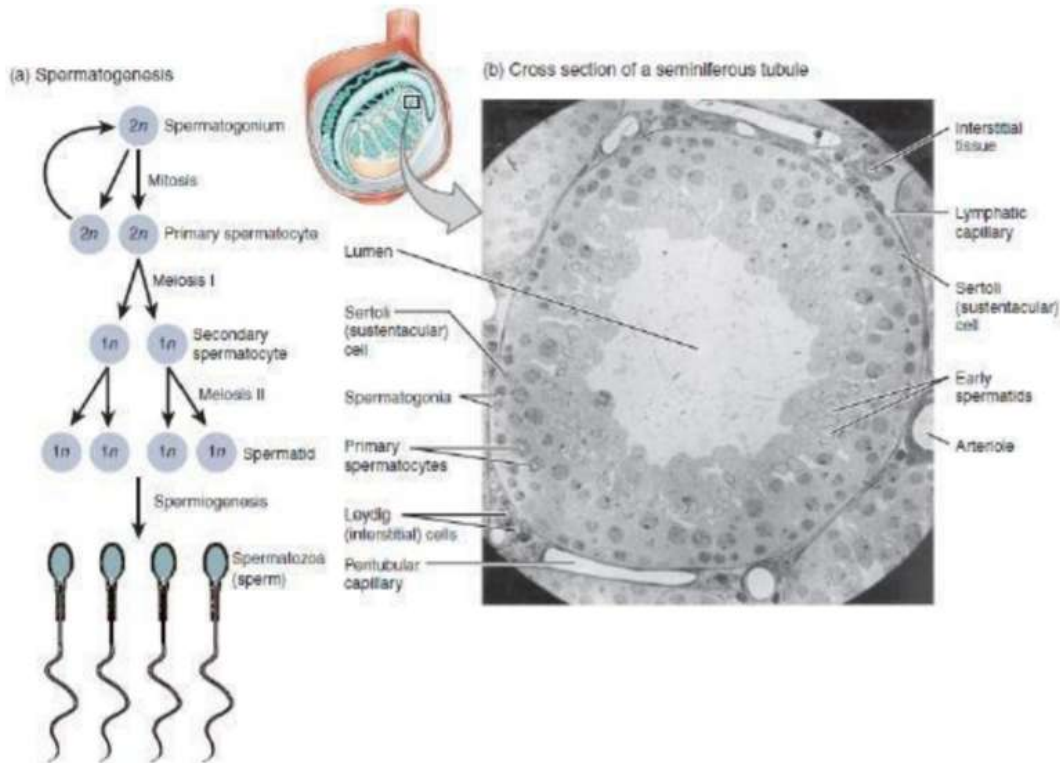 (a) Spermatogenesis
2n
Spermatogonium
Mitosis
2n
2n
Primary spermatocyte
Meiosis I
1n
1n
Secondary
spermatocyte
Meiosis II
1n
1n
1n
1n
Spermatid
Spermiogenesis
Spermatozoa
(sperm)
(b) Cross section of a seminiferous tubule
Lumen
Sertoli
(sustentacular)
cell
Spermatogonia
Primary
spermatocytes
Leydig
(interstitial) cells
Peritubular
capillary
Interstitial
tissue
Lymphatic
capillary
Sertoli
(sustentacular)
cell
Early
spermatids
Arteriole